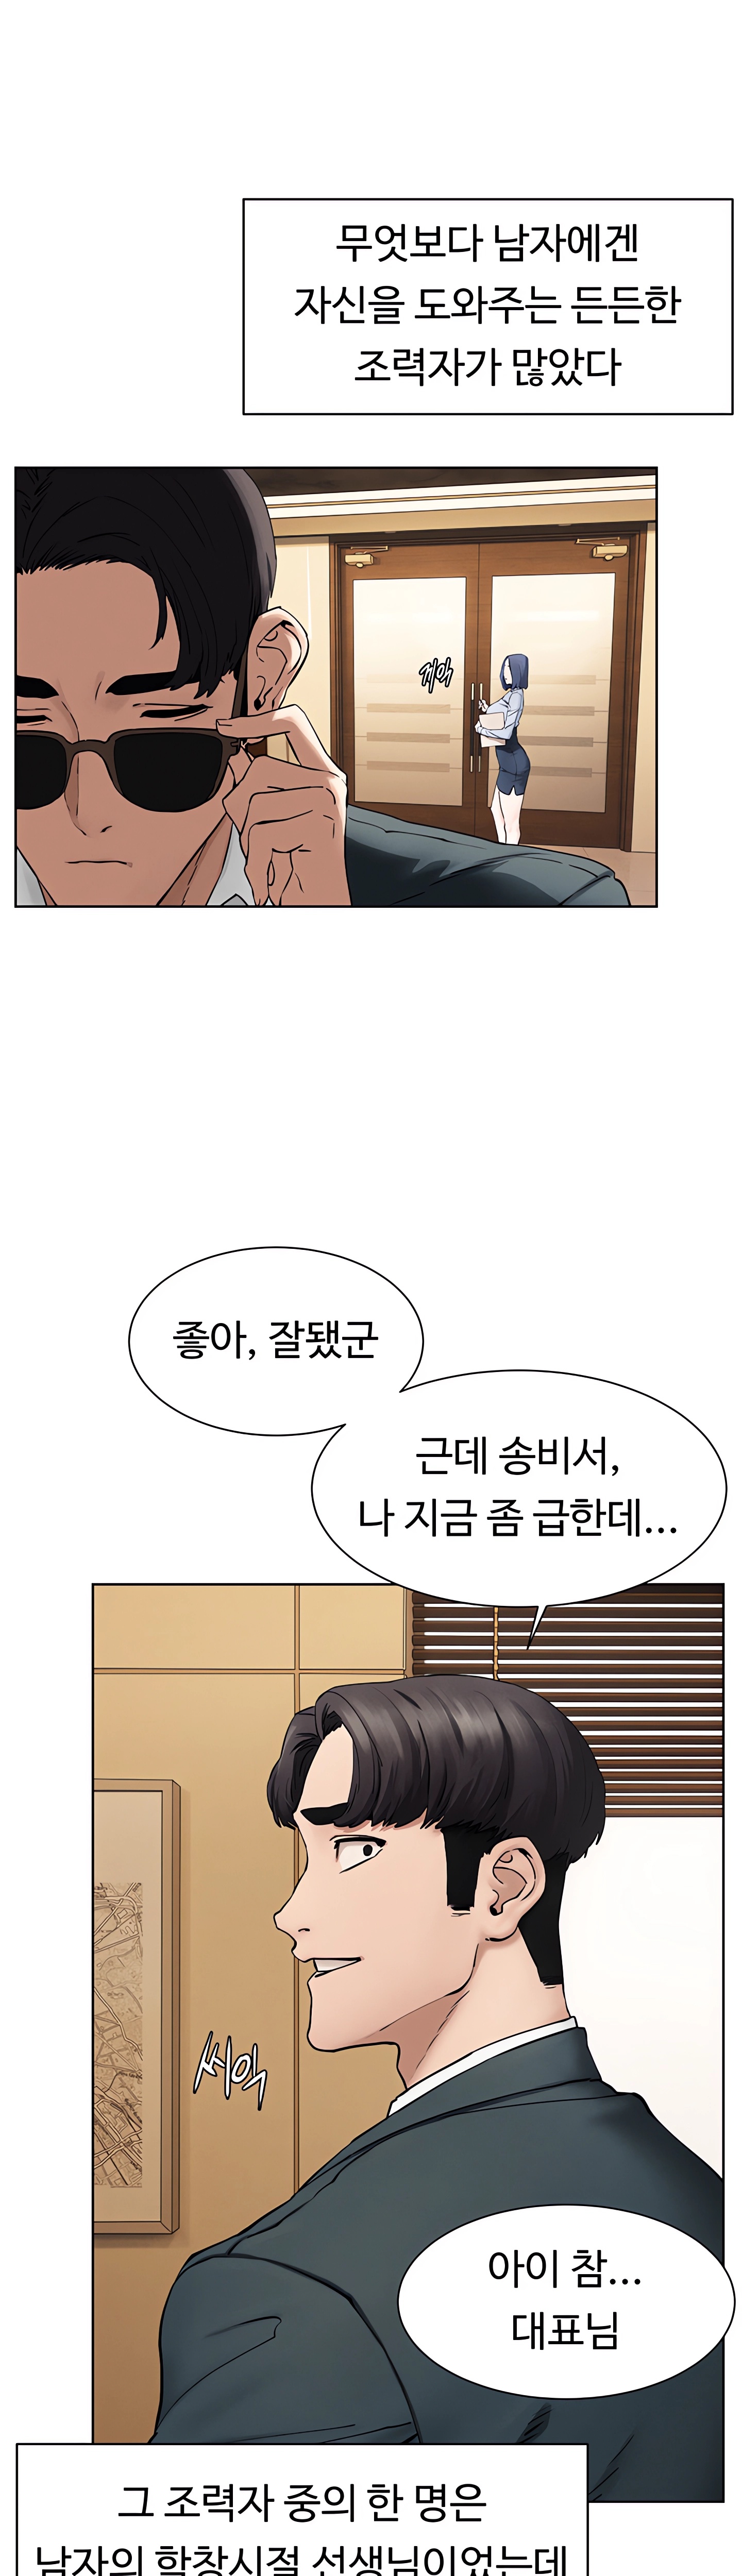 무엇보다 남자에겐
자신을 도와주는 든든한
조력자가 많았다
좋아, 잘됐군
근데 송비서,
나 지금 좀 급한데...
씨익
아이 참...
대표님
그 조력자 중의 한 명은
남자의 학창시절 선생님이었는데